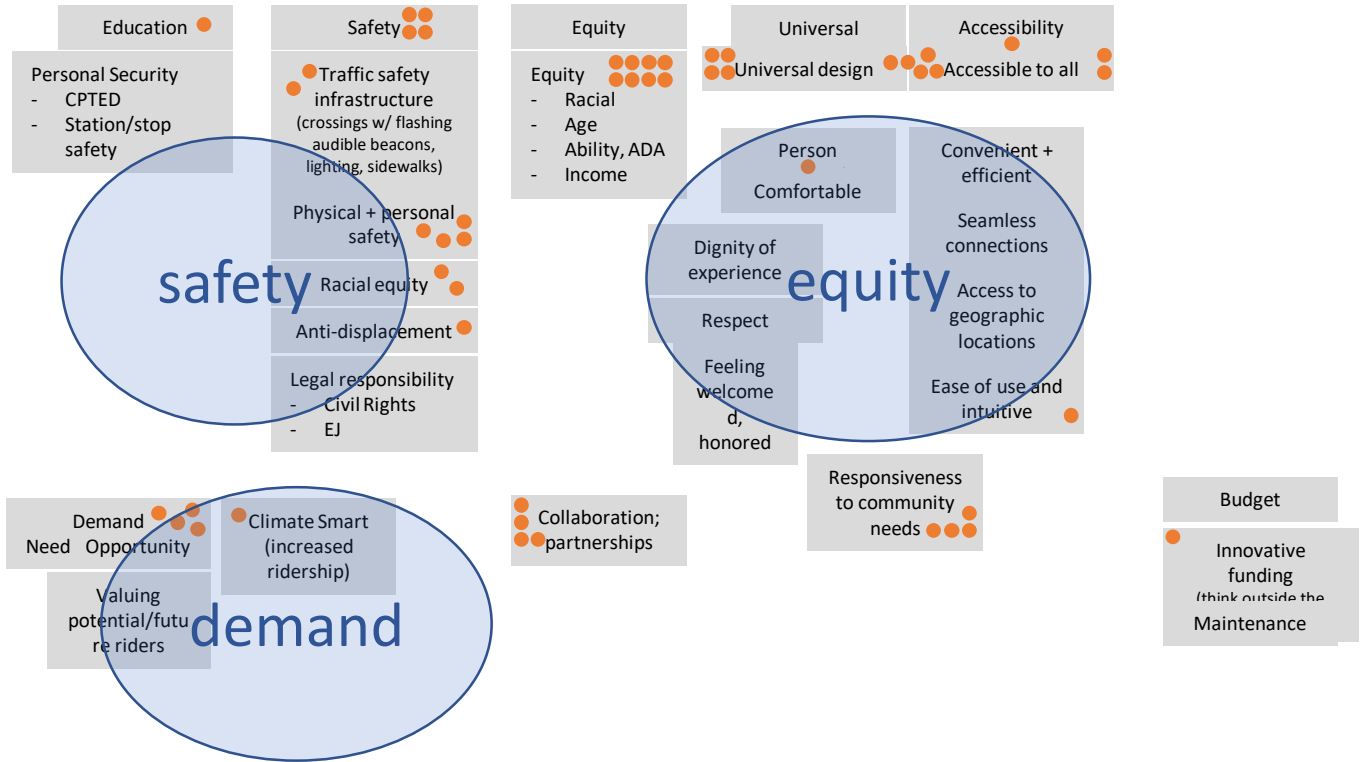 Education
Personal Security
- CPTED
- Station/stop
safety
Safety
Traffic safety
infrastructure
(crossings w/ flashing
audible beacons,
lighting, sidewalks)
Physical + personal
safety
Racial equity
Anti-displacement
Legal responsibility
- Civil Rights
- EJ
safety
Equity
Equity
- Racial
- Age
- Ability, ADA
- Income
Universal
Universal design
Accessibility
Accessible to all
Person
Comfortable
Convenient +
efficient
Seamless
connections
Access to
geographic
locations
Ease of use and
intuitive
Dignity of
experience
Respect
Feeling
welcome
d,
honored
equity
Responsiveness
to community
needs
Demand
Need Opportunity
Valuing
potential/futu
re riders
Climate Smart
(increased
ridership)
demand
Collaboration;
partnerships
Budget
Innovative
funding
(think outside the
Maintenance